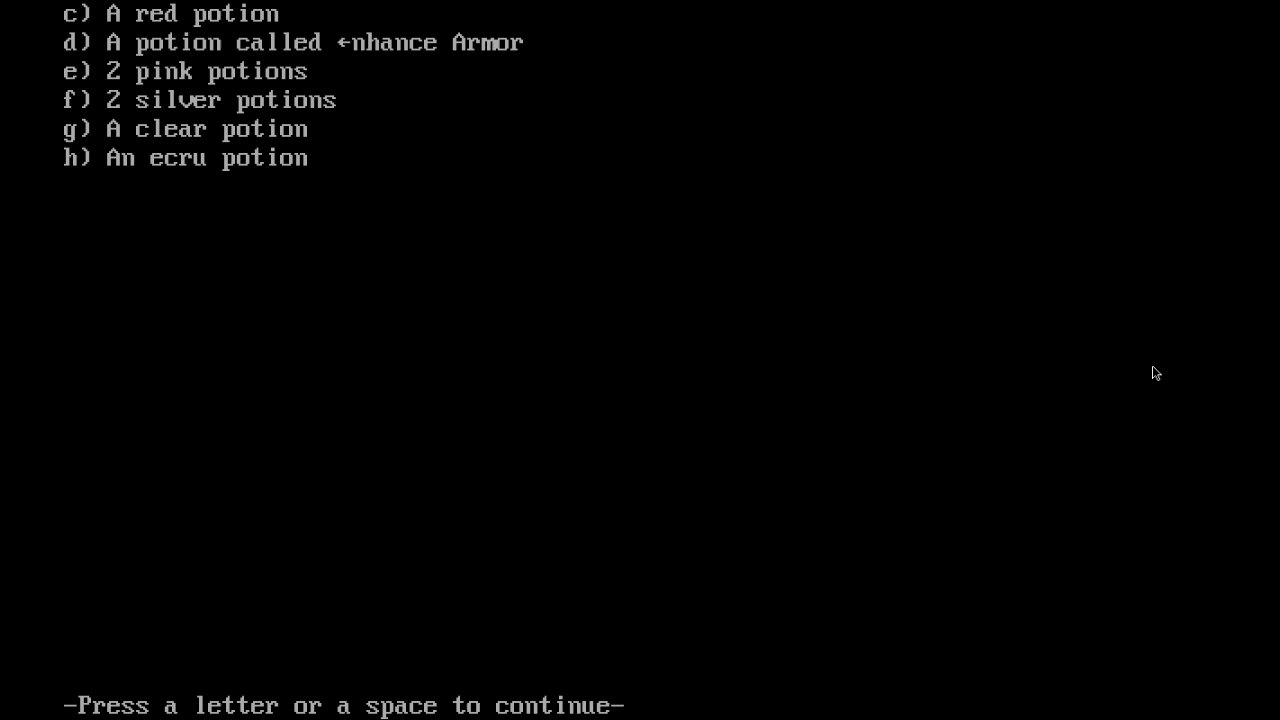 c) A red potion
d) A potion called ←nhance Armor
e) 2 pink potions
f) 2 silver potions
g) A clear potion
h) An ecru potion
-Press a letter or a space to continue-